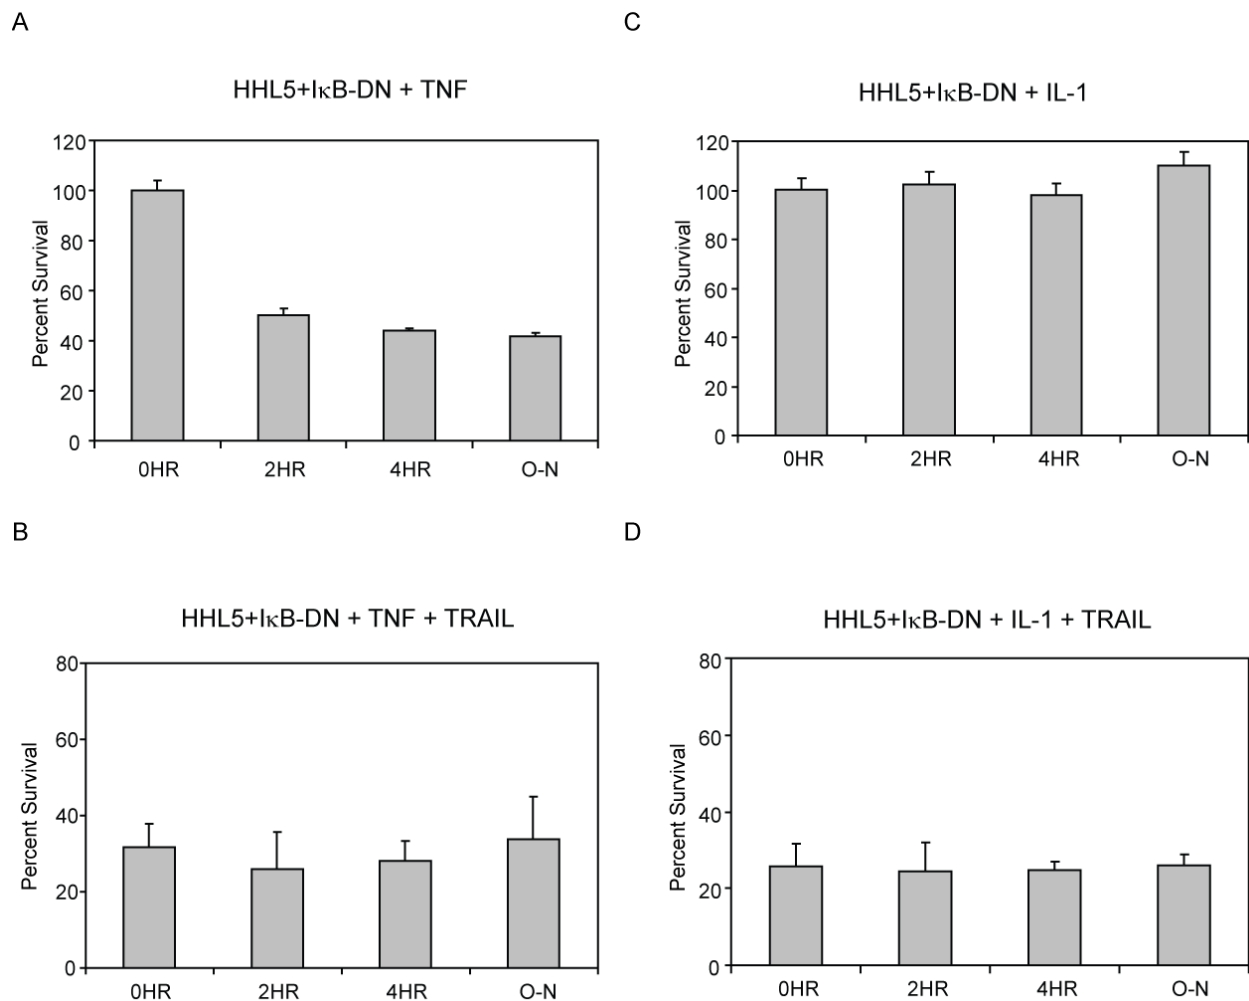 A
HHL5+IκB-DN + TNF
Percent Survival
120
100
80
60
40
20
0
0HR 2HR 4HR O-N
C
HHL5+IκB-DN + IL-1
Percent Survival
120
100
80
60
40
20
0
0HR 2HR 4HR O-N
B
HHL5+IκB-DN + TNF + TRAIL
Percent Survival
80
60
40
20
0
0HR 2HR 4HR O-N
D
HHL5+IκB-DN + IL-1 + TRAIL
Percent Survival
80
60
40
20
0
0HR 2HR 4HR O-N